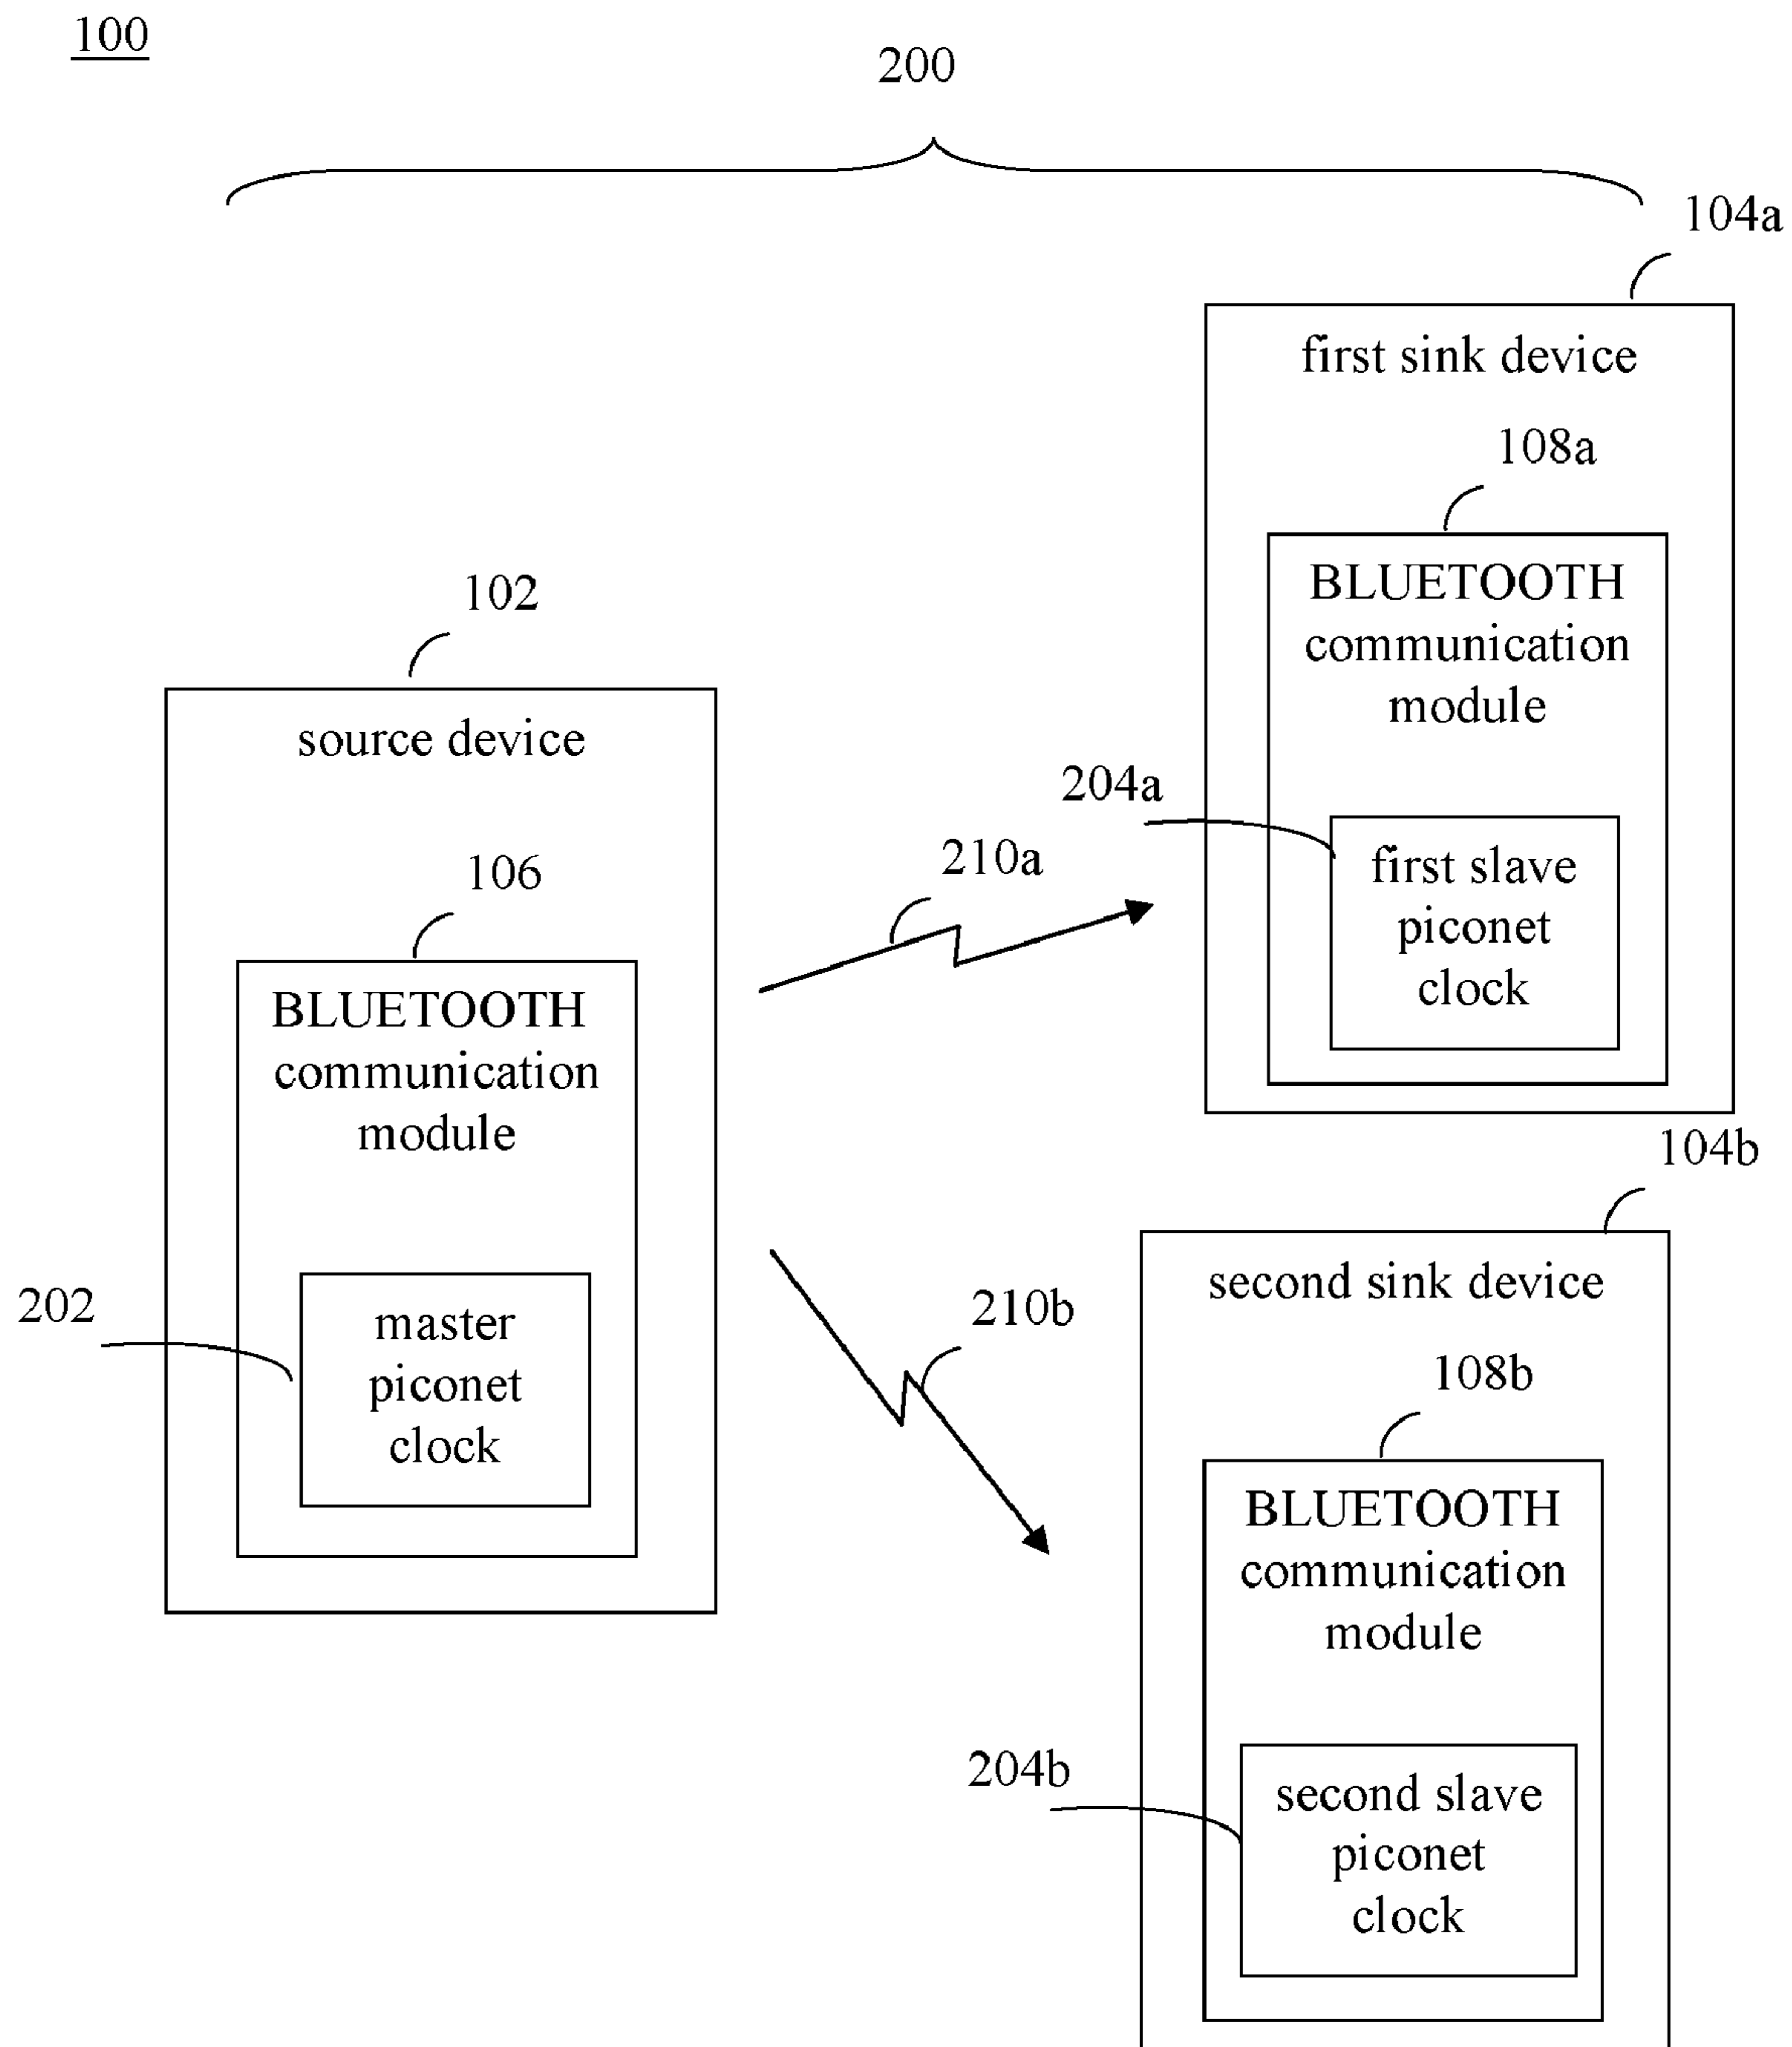 100
200
104a
first sink device
108a
BLUETOOTH
communication
module
204a
first slave
piconet
clock
102
source device
106
BLUETOOTH
communication
module
202
master
piconet
clock
210a
210b
104b
second sink device
108b
BLUETOOTH
communication
module
204b
second slave
piconet
clock